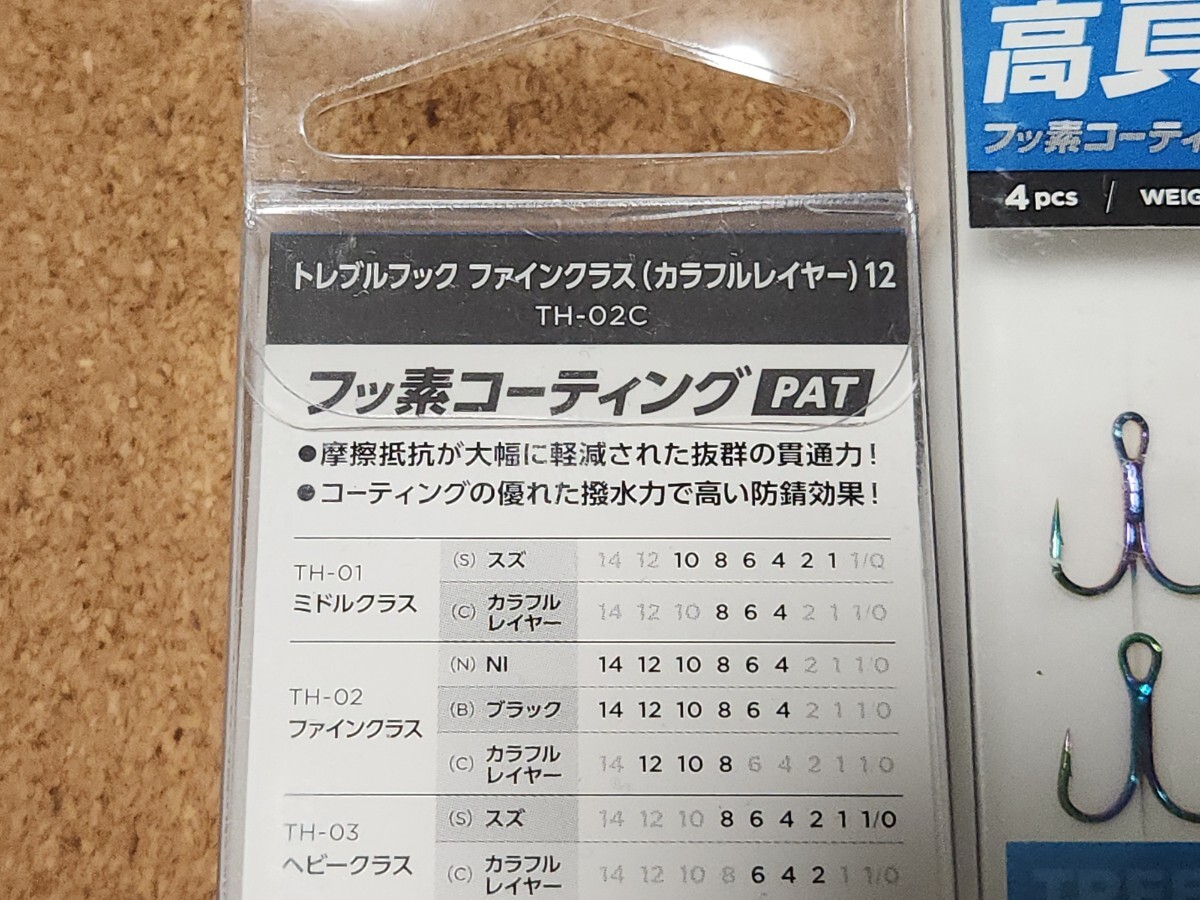 トレブルフック ファインクラス(カラフルレイヤー)12
TH-02C
フッ素コーティング PAT
●摩擦抵抗が大幅に軽減された抜群の貫通力!
●コーティングの優れた撥水力で高い防錆効果!
TH-01
ミドルクラス
(S) スズ 14 12 10 8 6 4 2 1 1/0
(C) カラフルレイヤー 14 12 10 8 6 4 2 1 1/0
TH-02
ファインクラス
(N) NI 14 12 10 8 6 4 2 1 1/0
(B) ブラック 14 12 10 8 6 4 2 1 1/0
(C) カラフルレイヤー 14 12 10 8 6 4 2 1 1/0
TH-03
ヘビークラス
(S) スズ 14 12 10 8 6 4 2 1 1/0
(C) カラフルレイヤー 14 12 10 8 6 4 2 1 1/0
高
フッ素コーティ
4 pcs / WEIG